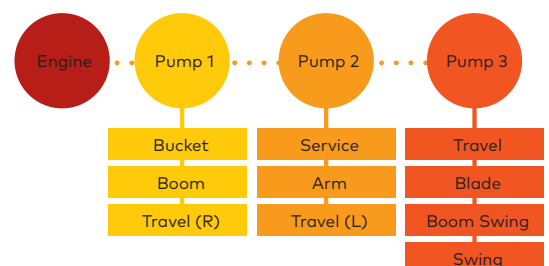 Engine
Pump 1
Pump 2
Pump 3
Bucket
Boom
Travel (R)
Service
Arm
Travel (L)
Travel
Blade
Boom Swing
Swing